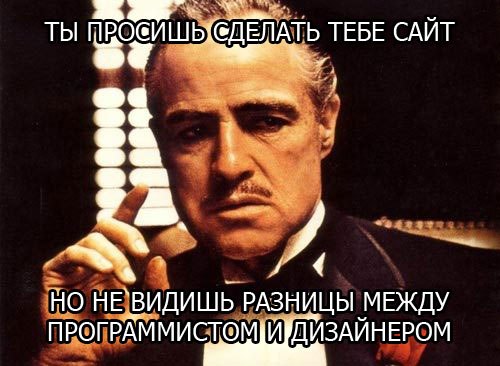 ТЫ ПРОСИШЬ СДЕЛАТЬ ТЕБЕ САЙТ
НО НЕ ВИДИШЬ РАЗНИЦЫ МЕЖДУ
ПРОГРАММИСТОМ И ДИЗАЙНЕРОМ